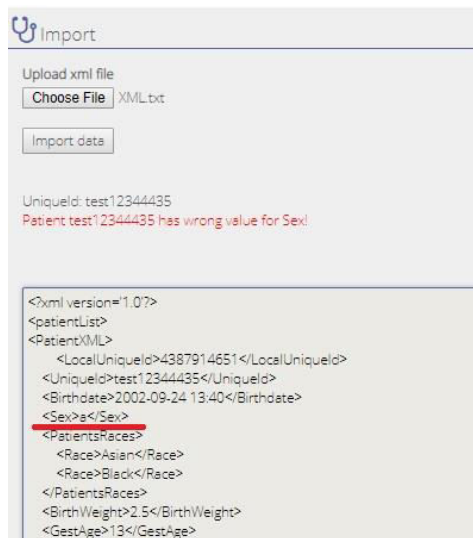 Import
Upload xml file
Choose File XML.txt
Import data
UniqueId: test12344435
Patient test12344435 has wrong value for Sex!
<?xml version='1.0'?>
<patientList>
<PatientXML>
<LocalUniqueId>4387914651</LocalUniqueId>
<UniqueId>test12344435</UniqueId>
<Birthdate>2002-09-24 13:40</Birthdate>
<Sex>a</Sex>
<PatientsRaces>
<Race>Asian</Race>
<Race>Black</Race>
</PatientsRaces>
<BirthWeight>2.5</BirthWeight>
<GestAge>13</GestAge>